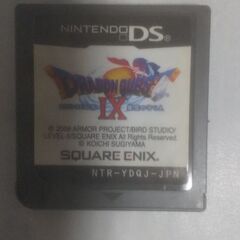 NINTENDO DS
DRAGON QUEST
IX
© 2009 ARMOR PROJECT/BIRD STUDIO/
LEVEL-5/SQUARE ENIX All Rights Reserved.
© KOICHI SUGIYAMA
SQUARE ENIX
NTR-YDQJ-JPN